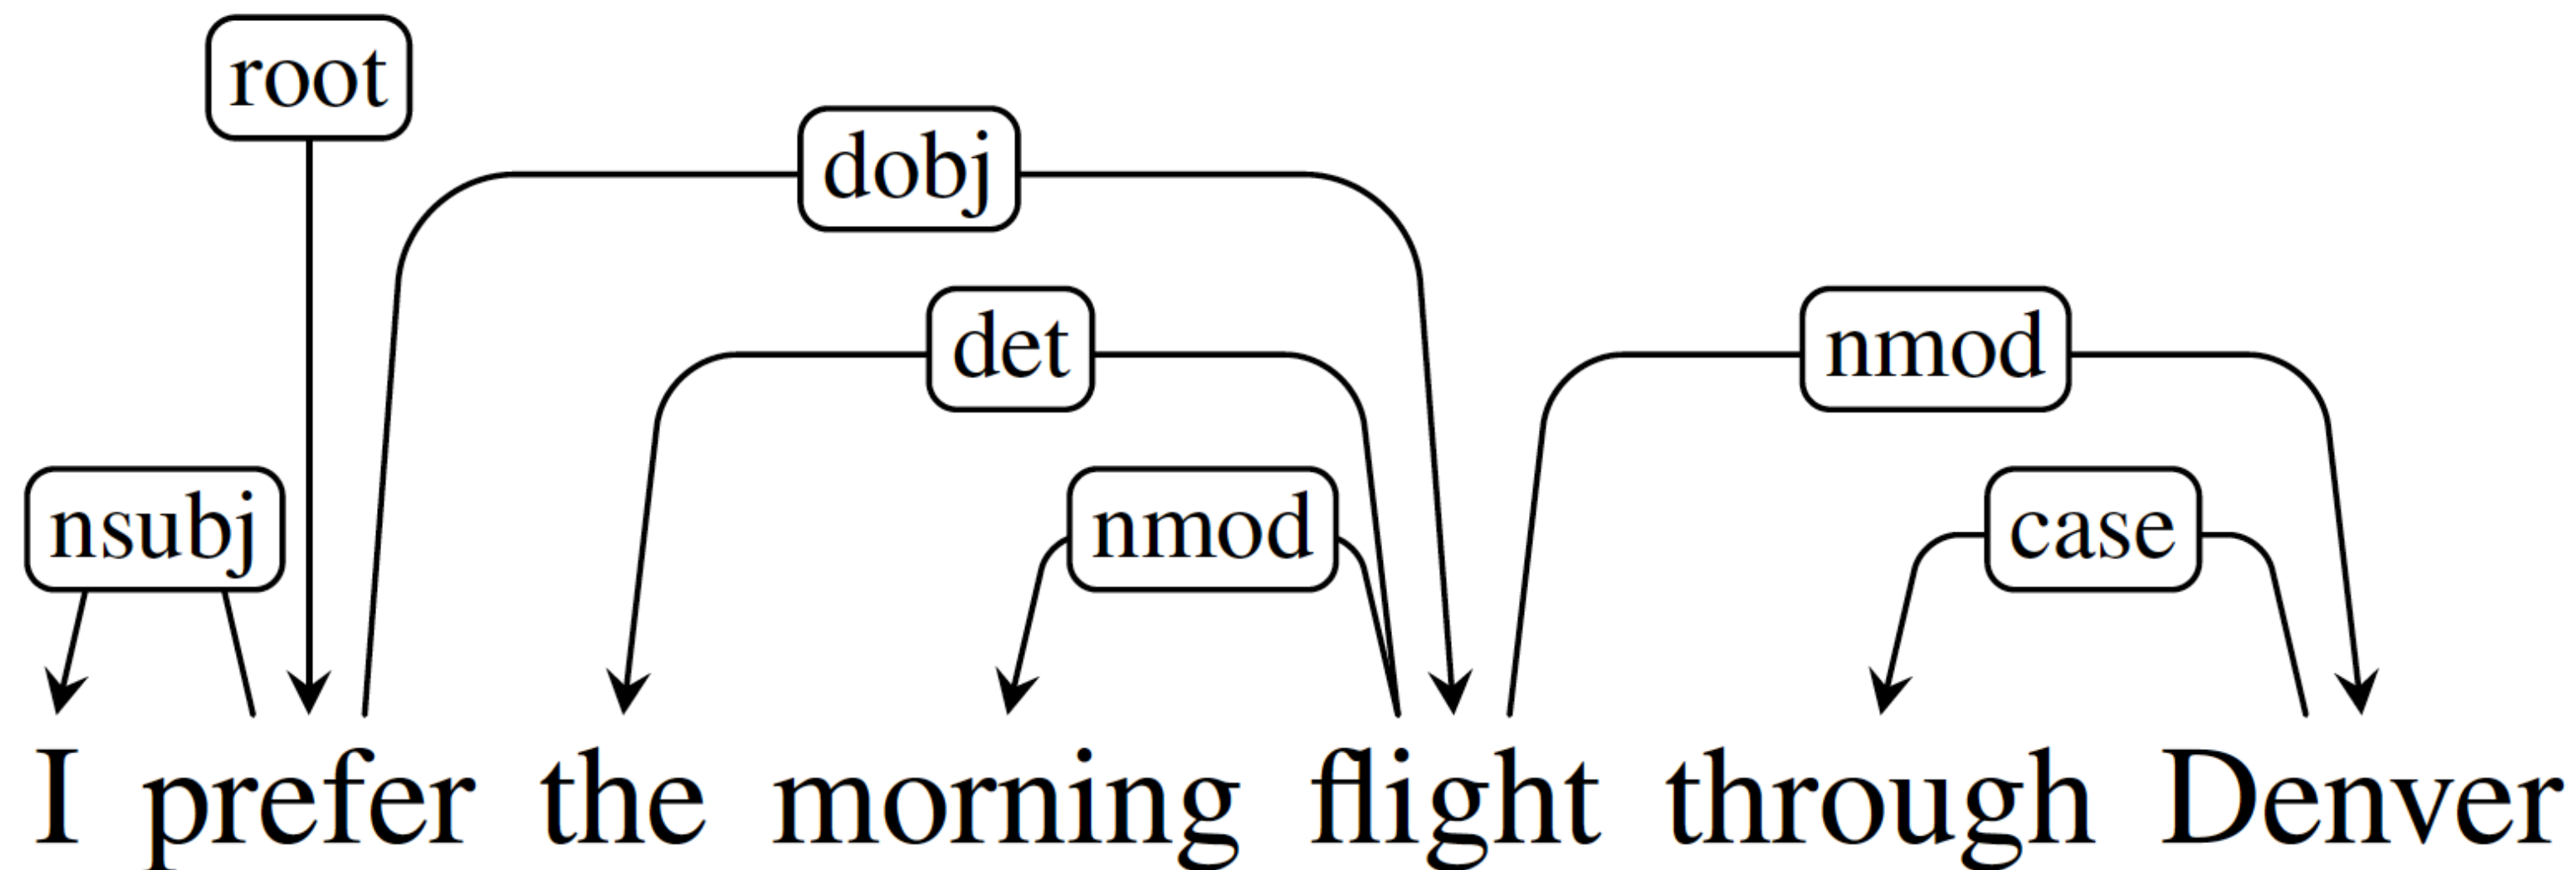 root
dobj
det
nmod
nsubj
nmod
case
I prefer the morning flight through Denver